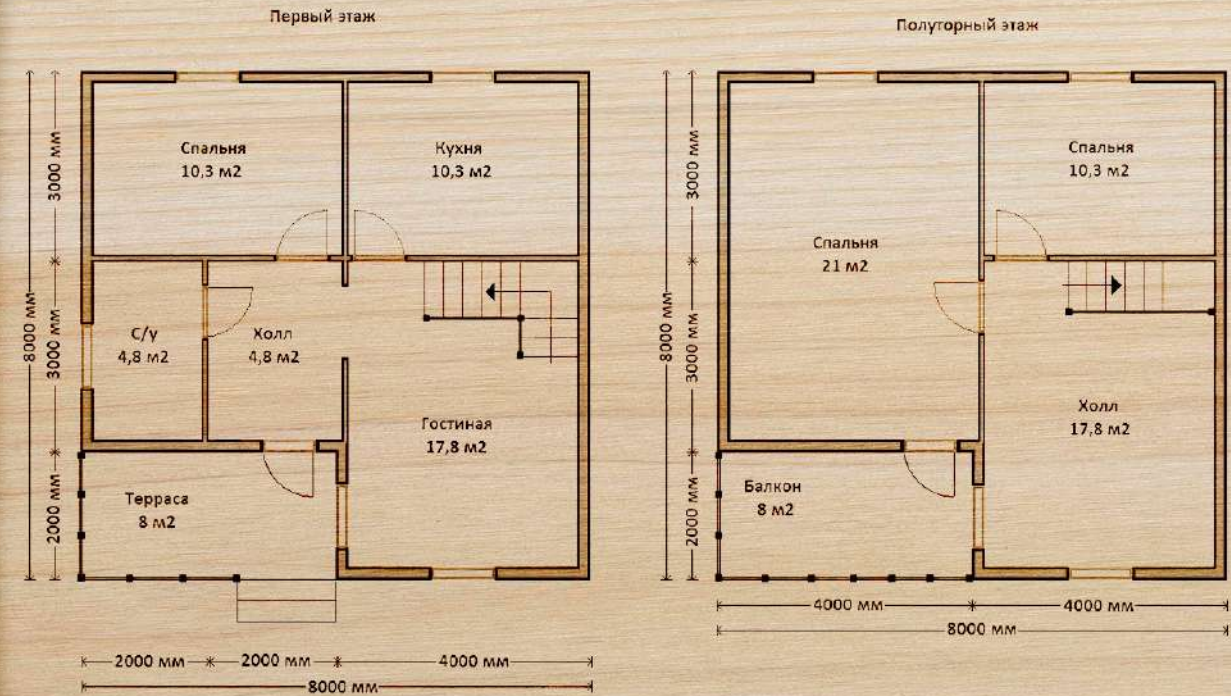 Первый этаж
Спальня
10,3 м2
Кухня
10,3 м2
С/у
4,8 м2
Холл
4,8 м2
Гостиная
17,8 м2
Терраса
8 м2
8000 мм
3000 мм
3000 мм
2000 мм
2000 мм
2000 мм
4000 мм
8000 мм
Полуторный этаж
Спальня
21 м2
Спальня
10,3 м2
Холл
17,8 м2
Балкон
8 м2
8000 мм
3000 мм
3000 мм
2000 мм
4000 мм
4000 мм
8000 мм